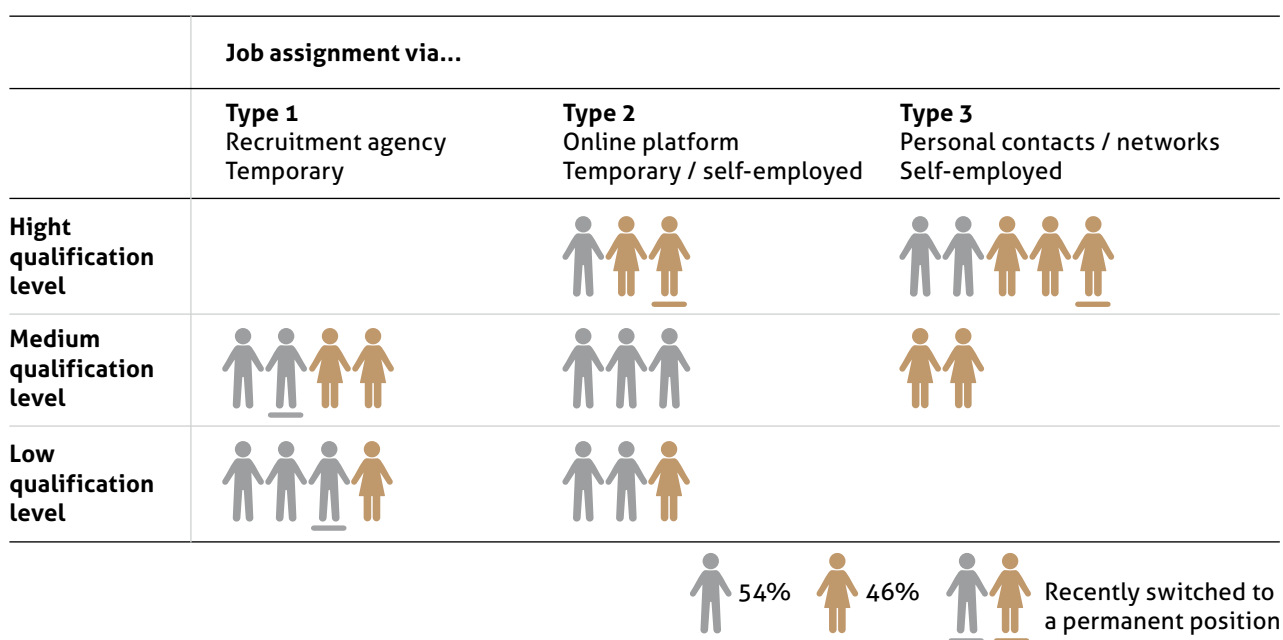 Job assignment via...
Type 1
Recruitment agency
Temporary
Type 2
Online platform
Temporary / self-employed
Type 3
Personal contacts / networks
Self-employed
Hight
qualification
level
Medium
qualification
level
Low
qualification
level
54%
46%
Recently switched to
a permanent position